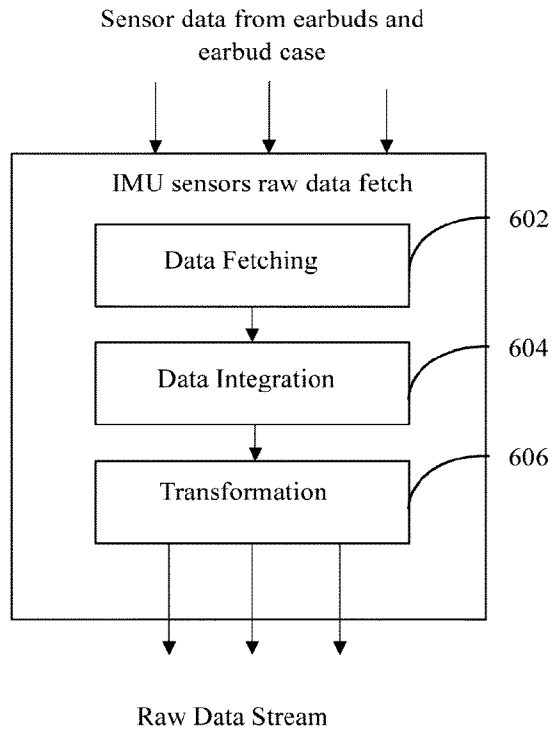 Sensor data from earbuds and
earbud case
IMU sensors raw data fetch
602
Data Fetching
604
Data Integration
606
Transformation
Raw Data Stream